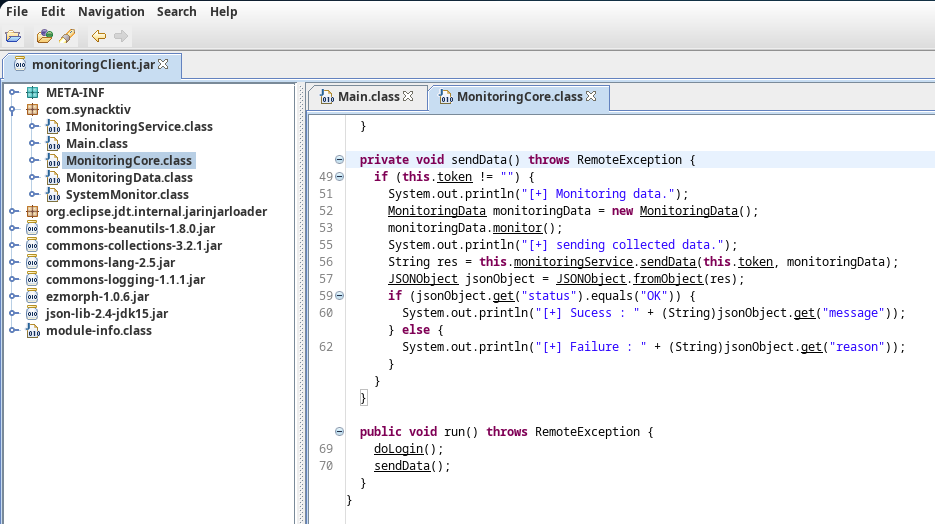 File Edit Navigation Search Help
monitoringClient.jar
META-INF
com.synacktiv
IMonitoringService.class
Main.class
MonitoringCore.class
MonitoringData.class
SystemMonitor.class
org.eclipse.jdt.internal.jarinjarloader
commons-beanutils-1.8.0.jar
commons-collections-3.2.1.jar
commons-lang-2.5.jar
commons-logging-1.1.1.jar
ezmorph-1.0.6.jar
json-lib-2.4-jdk15.jar
module-info.class
Main.class MonitoringCore.class
}
private void sendData() throws RemoteException {
49 if (this.token != "") {
51 System.out.println("[+] Monitoring data.");
52 MonitoringData monitoringData = new MonitoringData();
53 monitoringData.monitor();
55 System.out.println("[+] sending collected data.");
56 String res = this.monitoringService.sendData(this.token, monitoringData);
57 JSONObject jsonObject = JSONObject.fromObject(res);
59 if (jsonObject.get("status").equals("OK")) {
60 System.out.println("[+] Sucess : " + (String)jsonObject.get("message"));
} else {
62 System.out.println("[+] Failure : " + (String)jsonObject.get("reason"));
}
}
}
public void run() throws RemoteException {
69 doLogin();
70 sendData();
}
}